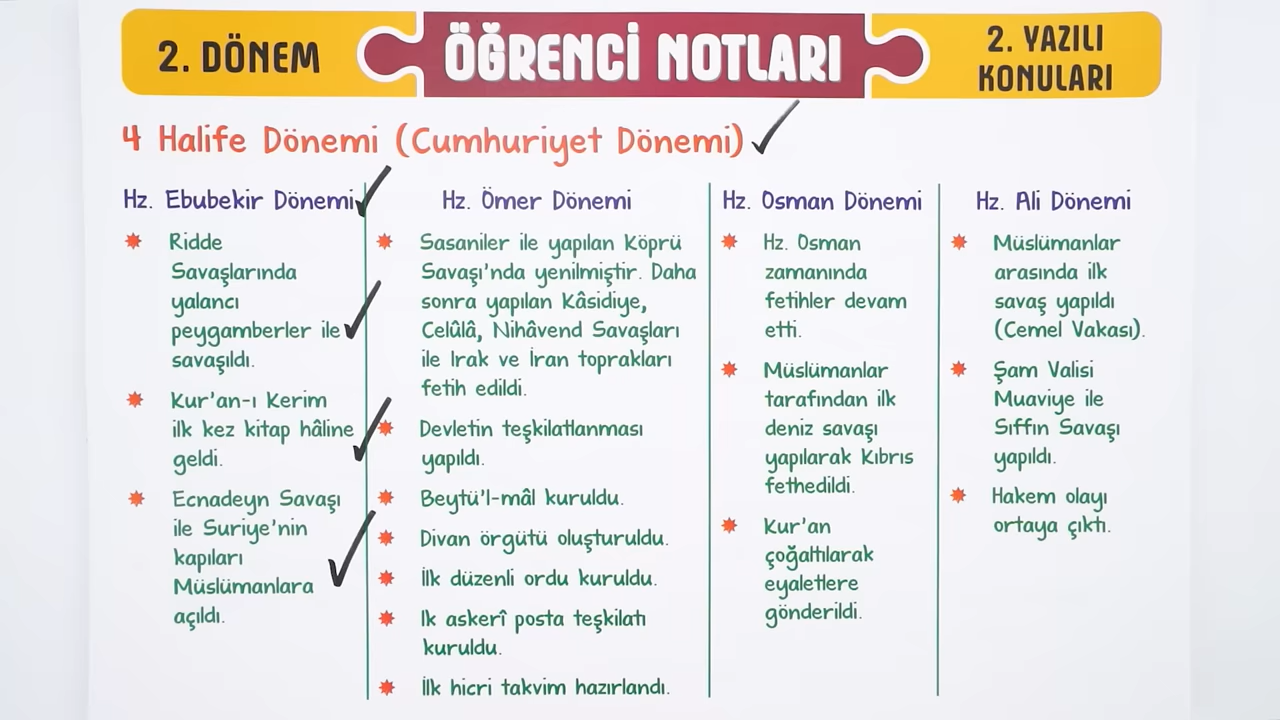 2. DÖNEM
ÖĞRENCİ NOTLARI
2. YAZILI
KONULARI
4 Halife Dönemi (Cumhuriyet Dönemi)
Hz. Ebubekir Dönemi
Ridde
Savaşlarında
yalancı
peygamberler ile
savaşıldı.
Kur'an-ı Kerim
ilk kez kitap hâline
geldi.
Ecnadeyn Savaşı
ile Suriye'nin
kapıları
Müslümanlara
açıldı.
Hz. Ömer Dönemi
Sasaniler ile yapılan Köprü
Savaşı'nda yenilmiştir. Daha
sonra yapılan Kâsidiye,
Celûlâ, Nihâvend Savaşları
ile Irak ve İran toprakları
fetih edildi.
Devletin teşkilatlanması
yapıldı.
Beytü'l-mâl kuruldu.
Divan örgütü oluşturuldu.
İlk düzenli ordu kuruldu.
Ik askerî posta teşkilatı
kuruldu.
İlk hicri takvim hazırlandı.
Hz. Osman Dönemi
Hz. Osman
zamanında
fetihler devam
etti.
Müslümanlar
tarafından ilk
deniz savaşı
yapılarak Kıbrıs
fethedildi.
Kur'an
çoğaltılarak
eyaletlere
gönderildi.
Hz. Ali Dönemi
Müslümanlar
arasında ilk
savaş yapıldı
(Cemel Vakası).
Şam Valisi
Muaviye ile
Sıffin Savaşı
yapıldı.
Hakem olayı
ortaya çıktı.